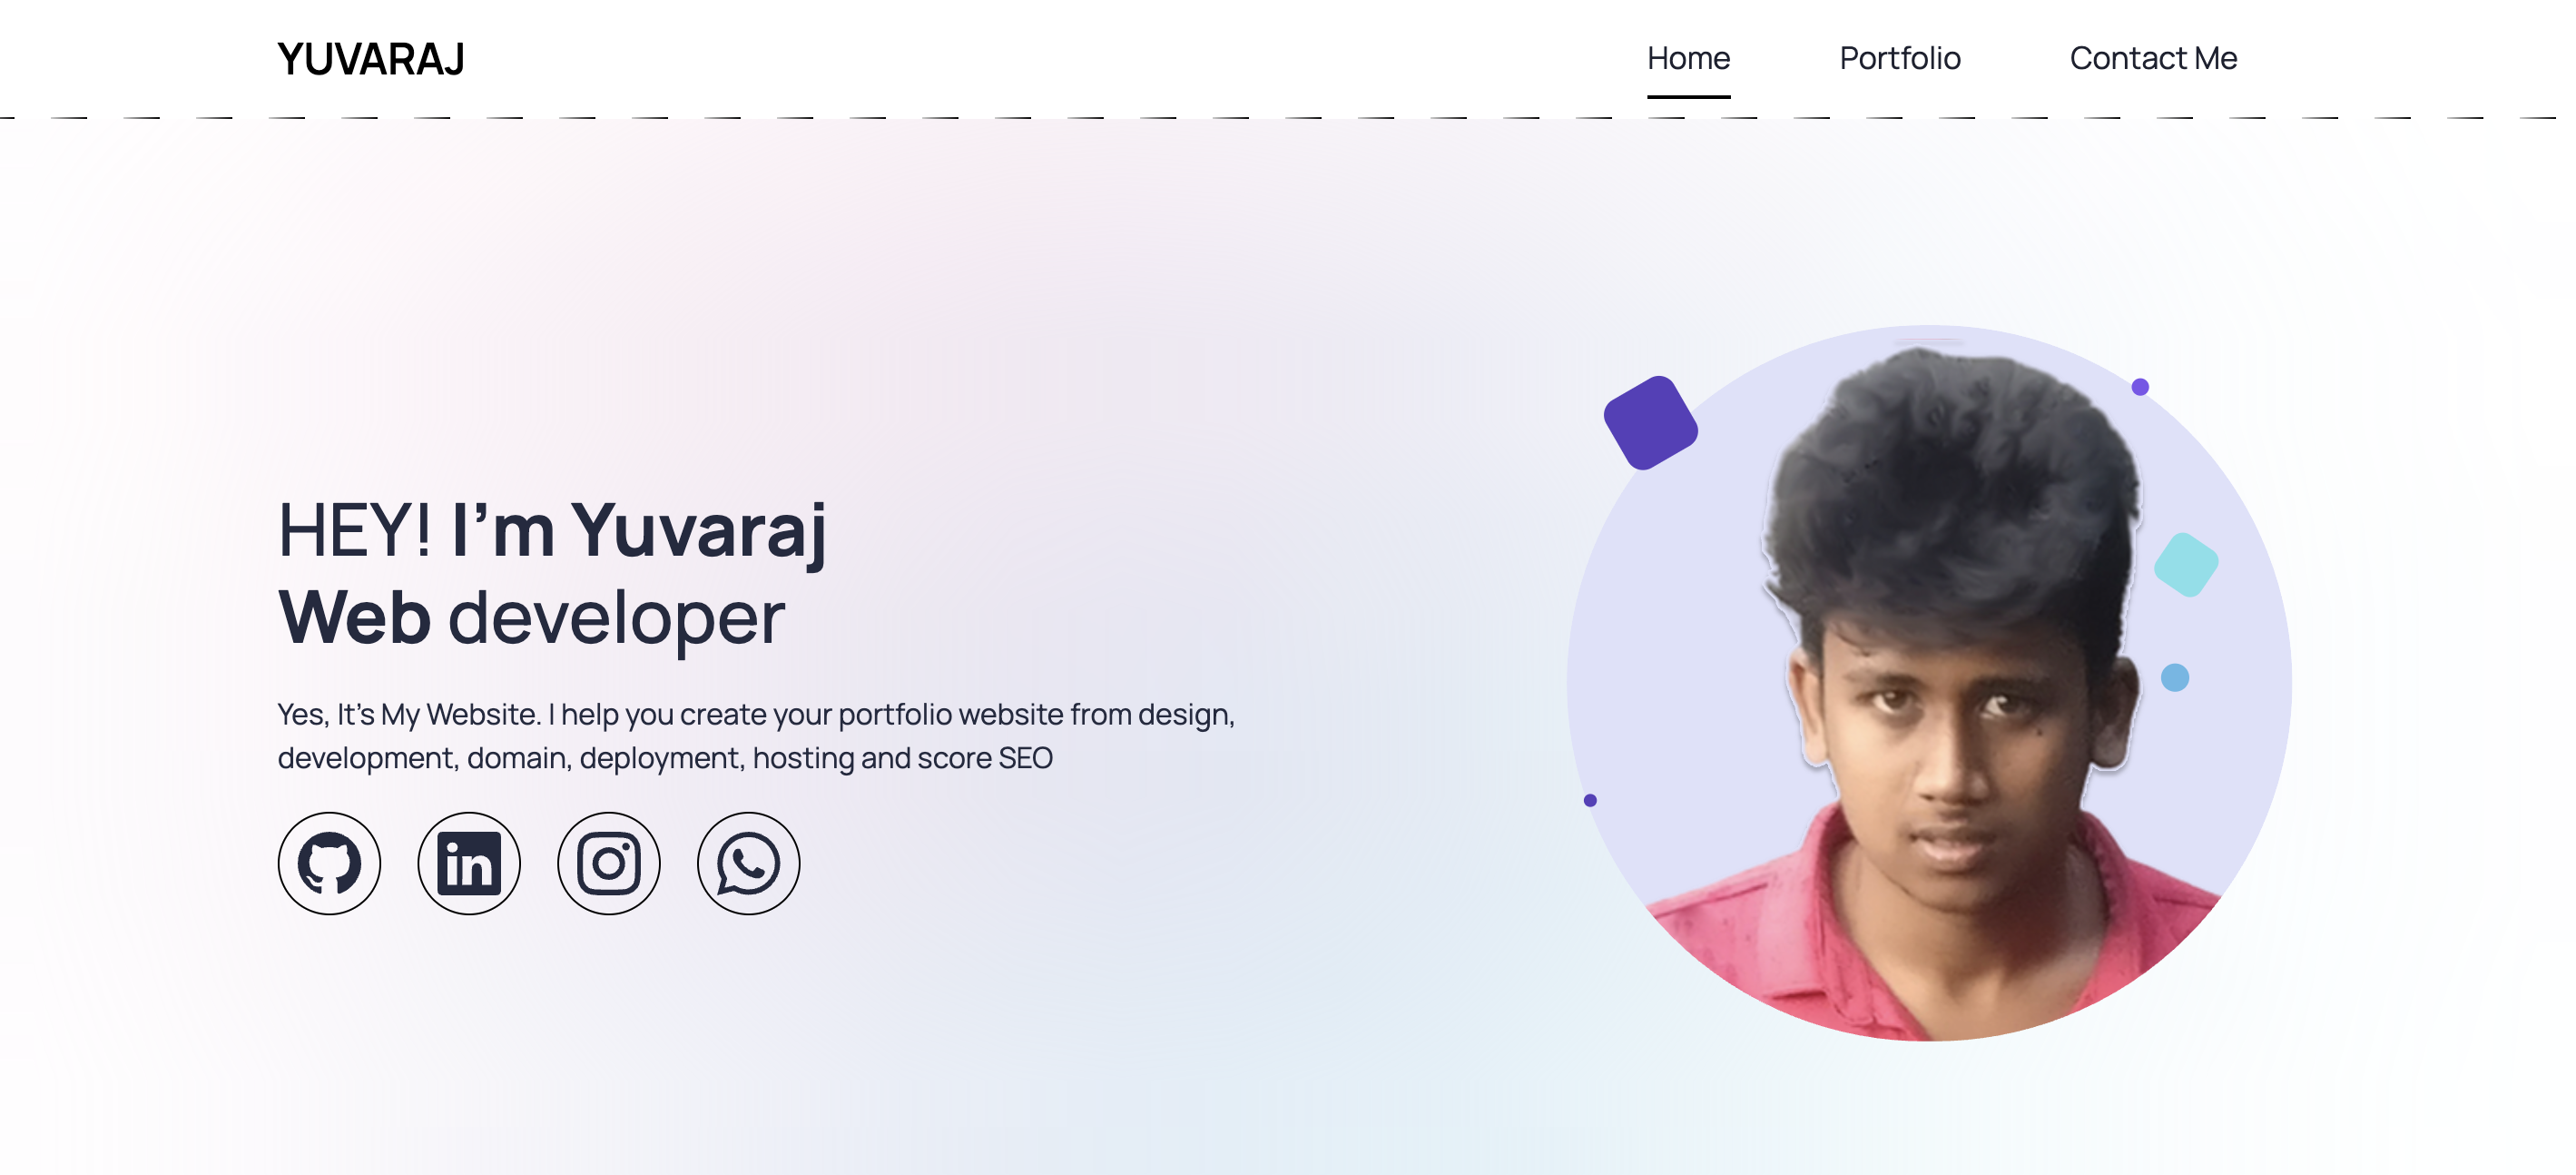 YUVARAJ
Home
Portfolio
Contact Me
HEY! I’m Yuvaraj
Web developer
Yes, It’s My Website. I help you create your portfolio website from design,
development, domain, deployment, hosting and score SEO
in